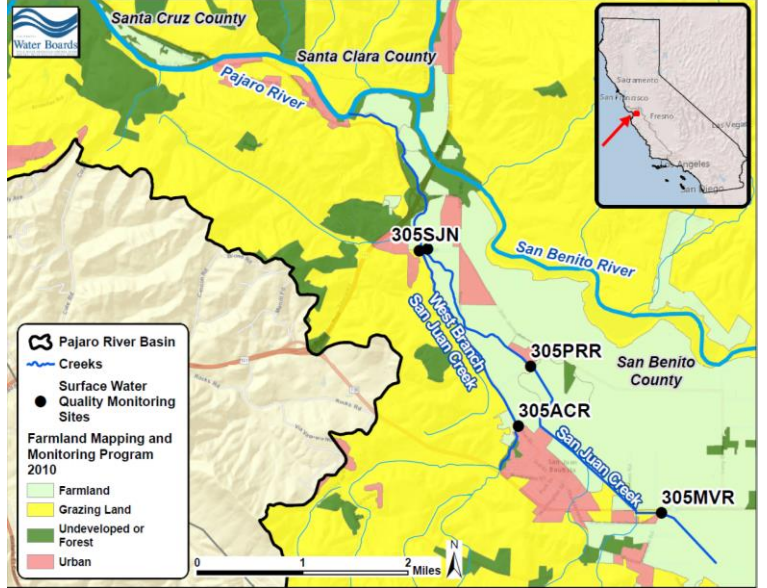 Water Boards
Santa Cruz County
Santa Clara County
Pajaro River
Sacramento
San Francisco
Fresno
Las Vegas
Los Angeles
San Diego
305SJN
San Benito River
West Branch
San Juan Creek
305PRR
San Benito
County
305ACR
San Juan Creek
San Juan
Bautista
305MVR
Pajaro River Basin
Creeks
Surface Water
Quality Monitoring
Sites
Farmland Mapping and
Monitoring Program
2010
Farmland
Grazing Land
Undeveloped or
Forest
Urban
0 1 2
Miles
N